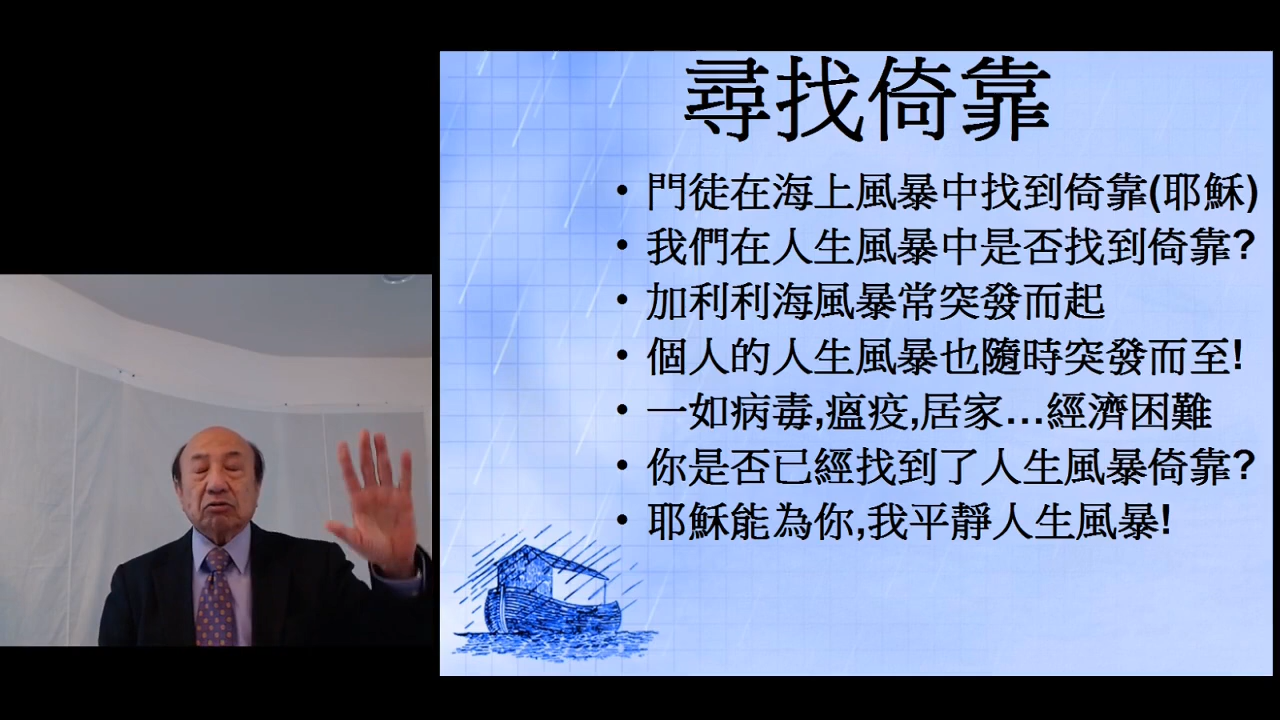 尋找倚靠
• 門徒在海上風暴中找到倚靠(耶穌)
• 我們在人生風暴中是否找到倚靠?
• 加利利海風暴常突發而起
• 個人的人生風暴也隨時突發而至!
• 一如病毒,瘟疫,居家…經濟困難
• 你是否已經找到了人生風暴倚靠?
• 耶穌能為你,我平靜人生風暴!